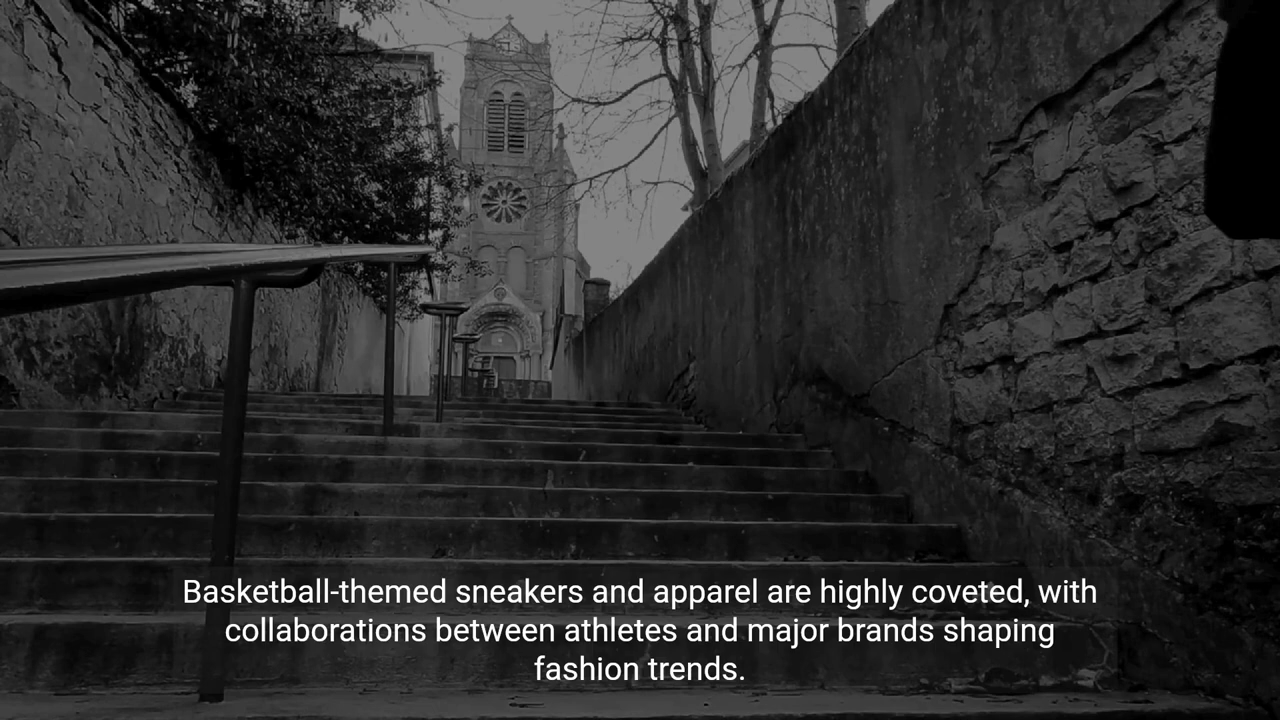 Basketball-themed sneakers and apparel are highly coveted, with
collaborations between athletes and major brands shaping
fashion trends.